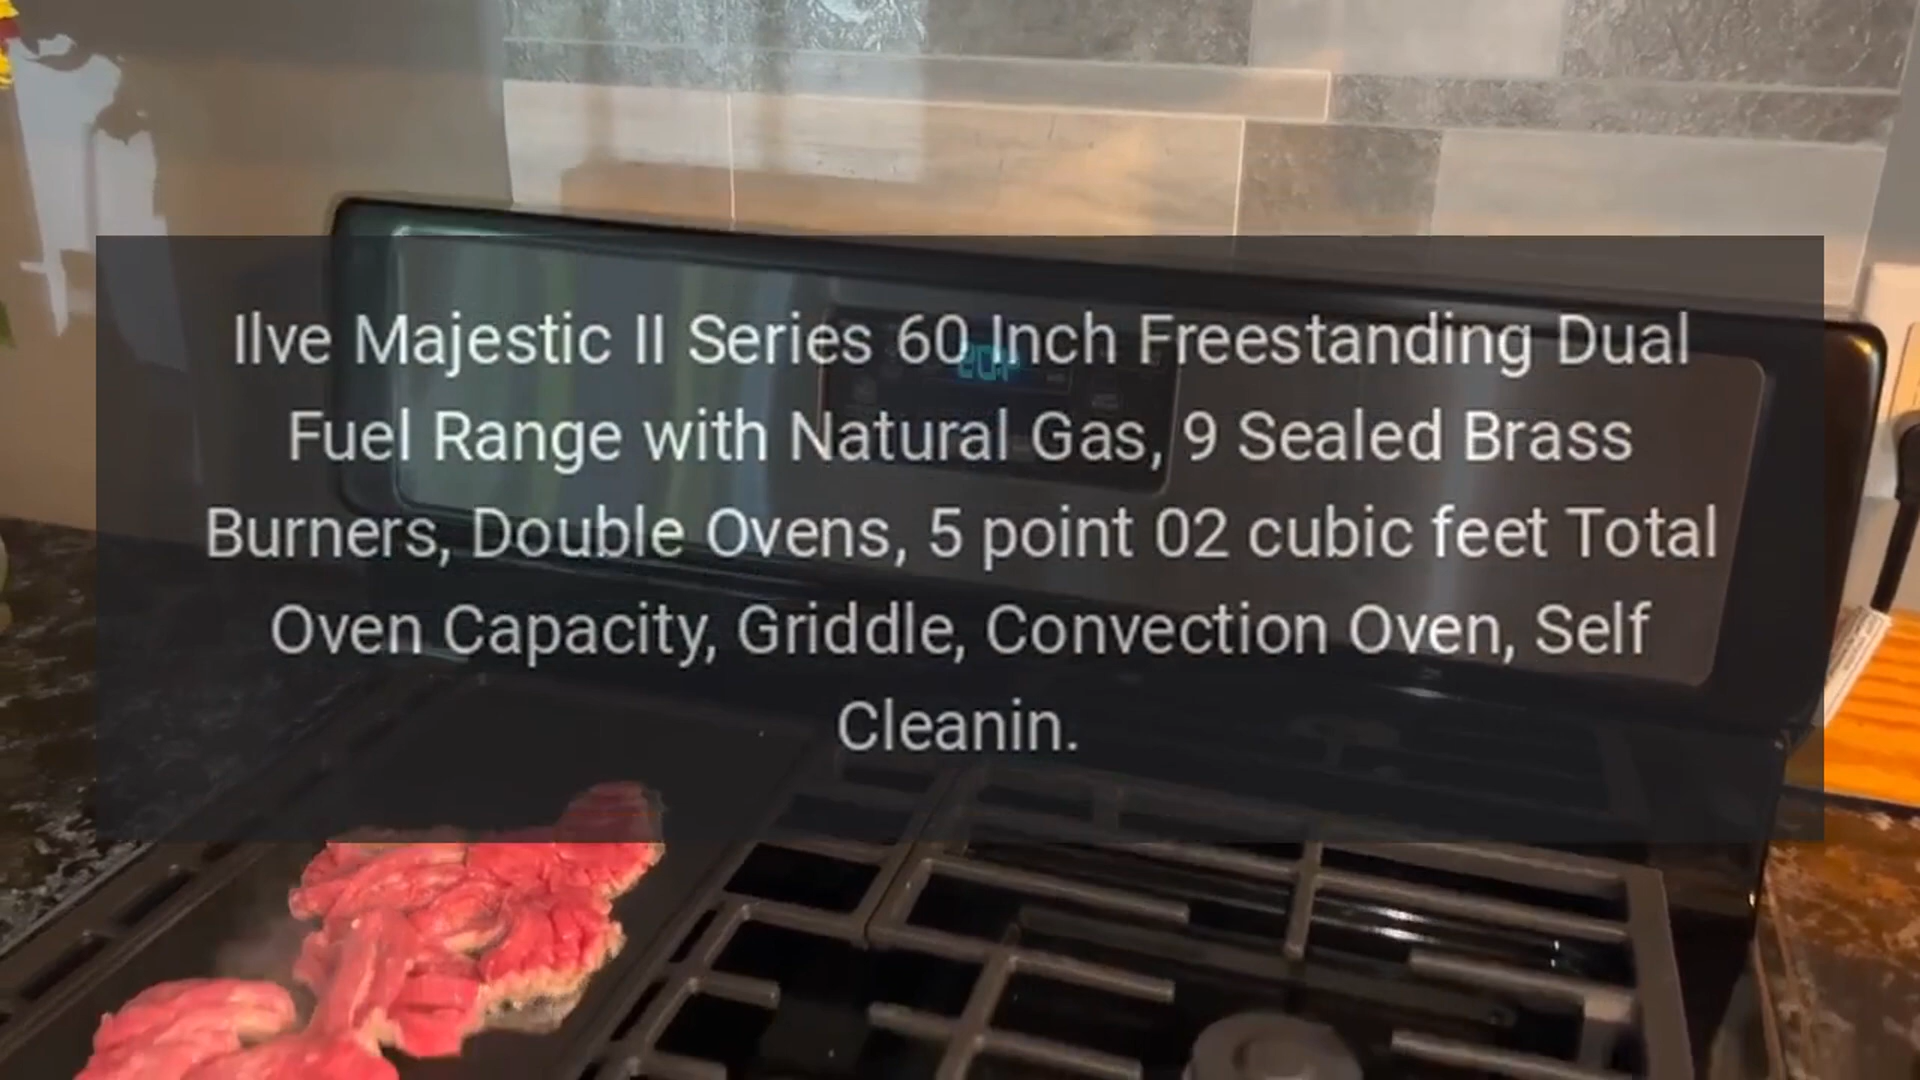 Ilve Majestic II Series 60 Inch Freestanding Dual
Fuel Range with Natural Gas, 9 Sealed Brass
Burners, Double Ovens, 5 point 02 cubic feet Total
Oven Capacity, Griddle, Convection Oven, Self
Cleanin.